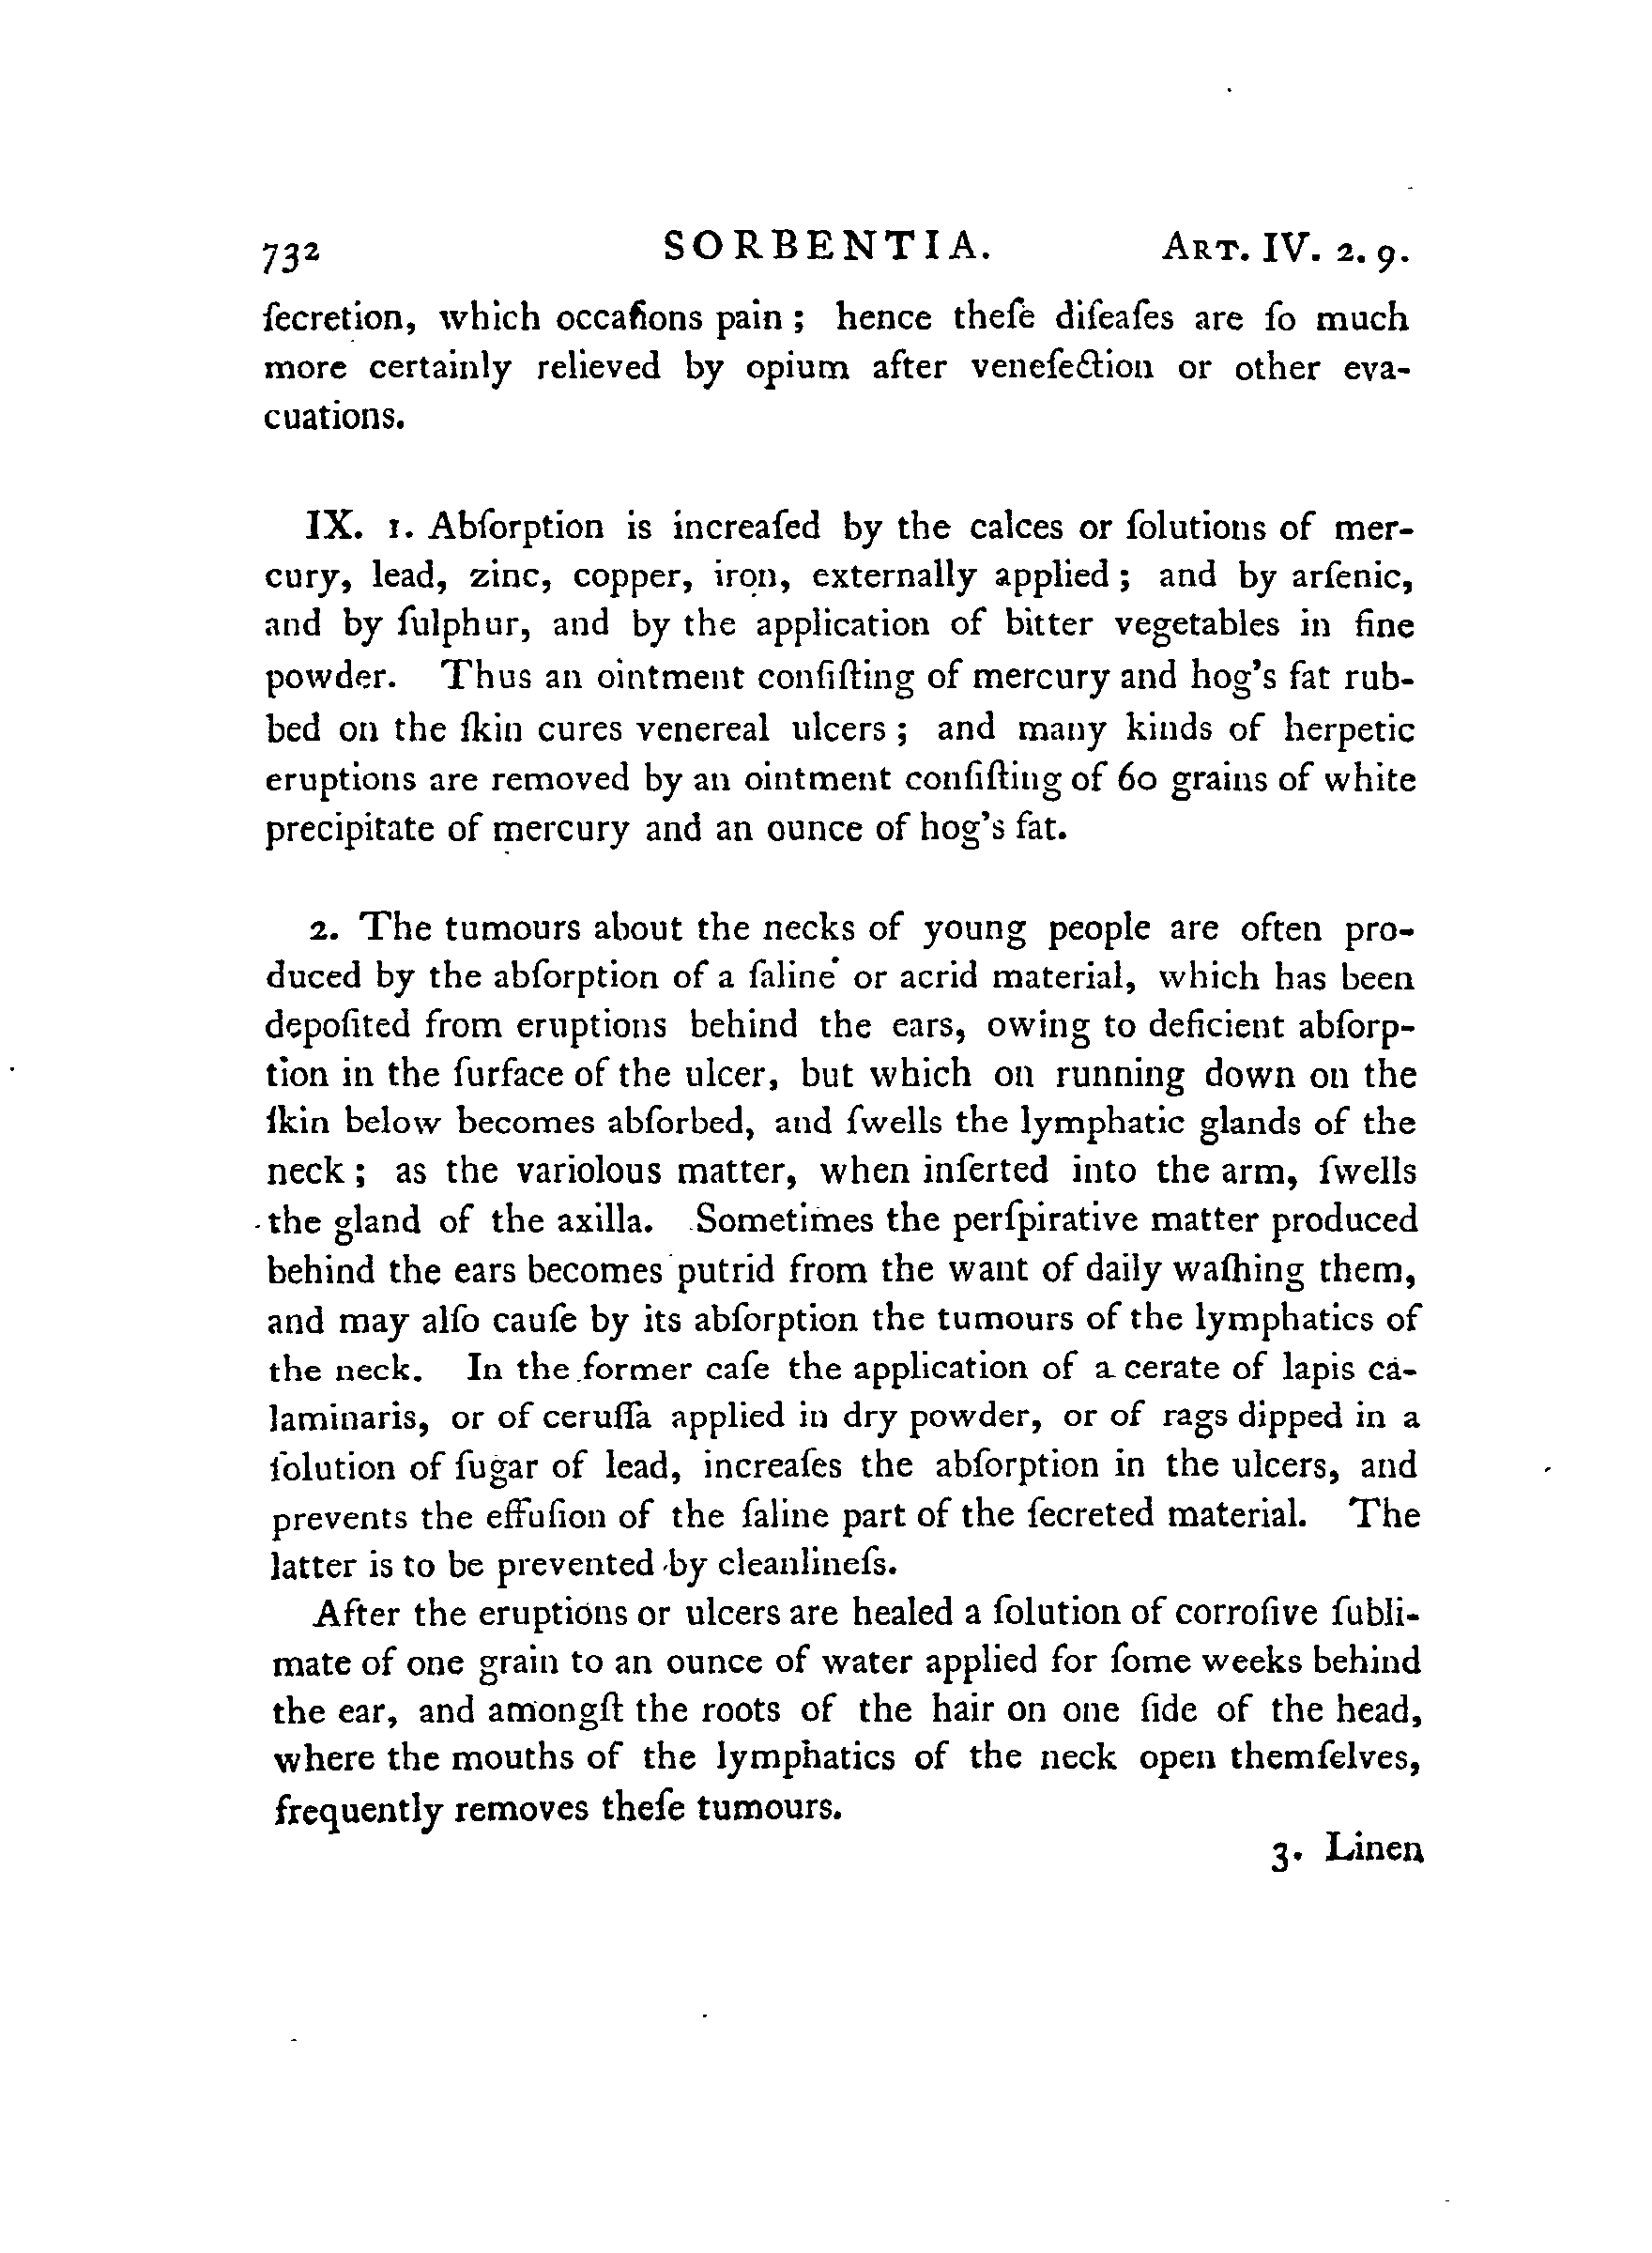 732 SORBENTIA. ART. IV. 2. 9.
ſecretion, which occaſions pain ; hence theſe diſeaſes are ſo much
more certainly relieved by opium after veneſection or other eva-
cuations.
IX. 1. Abſorption is increaſed by the calces or ſolutions of mer-
cury, lead, zinc, copper, iron, externally applied ; and by arſenic,
and by ſulphur, and by the application of bitter vegetables in fine
powder. Thus an ointment conſiſting of mercury and hog's fat rub-
bed on the ſkin cures venereal ulcers ; and many kinds of herpetic
eruptions are removed by an ointment conſiſting of 60 grains of white
precipitate of mercury and an ounce of hog's fat.
2. The tumours about the necks of young people are often pro-
duced by the abſorption of a ſaline or acrid material, which has been
depoſited from eruptions behind the ears, owing to deficient abſorp-
tion in the ſurface of the ulcer, but which on running down on the
ſkin below becomes abſorbed, and ſwells the lymphatic glands of the
neck ; as the variolous matter, when inſerted into the arm, ſwells
the gland of the axilla. Sometimes the perſpirative matter produced
behind the ears becomes putrid from the want of daily waſhing them,
and may alſo cauſe by its abſorption the tumours of the lymphatics of
the neck. In the former caſe the application of a cerate of lapis ca-
laminaris, or of ceruſſa applied in dry powder, or of rags dipped in a
ſolution of ſugar of lead, increaſes the abſorption in the ulcers, and
prevents the effuſion of the ſaline part of the ſecreted material. The
latter is to be prevented by cleanlineſs.
After the eruptions or ulcers are healed a ſolution of corroſive ſubli-
mate of one grain to an ounce of water applied for ſome weeks behind
the ear, and amongſt the roots of the hair on one ſide of the head,
where the mouths of the lymphatics of the neck open themſelves,
frequently removes theſe tumours.
3. Linen